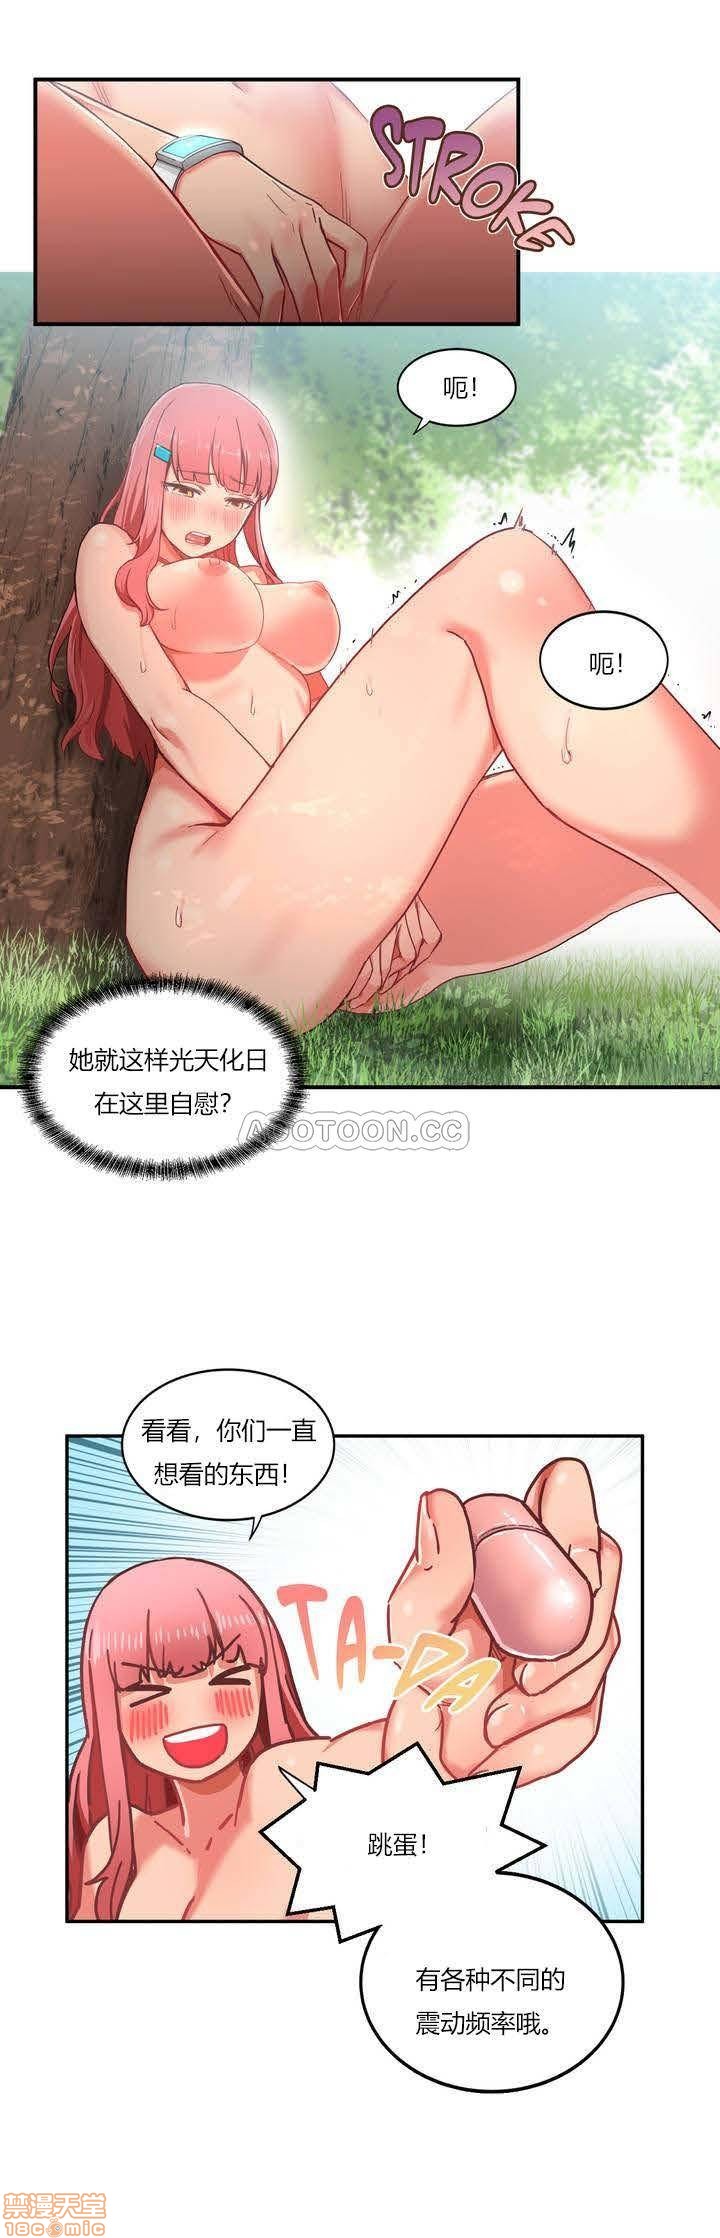 STROKE
呃！
呃！
她就这样光天化日
在这里自慰？
AGOTOON.CC
看看，你们一直
想看的东西！
TA-DA
跳蛋！
有各种不同的
震动频率哦。
禁漫天堂
18comic.org